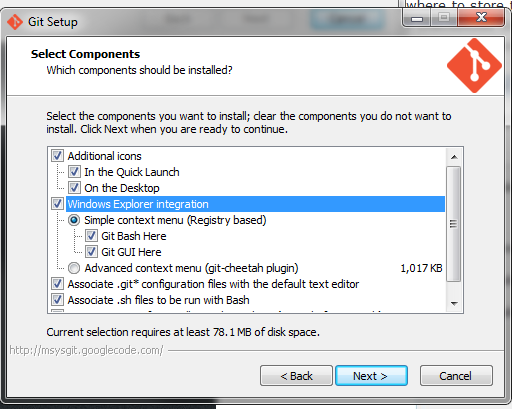 where to store
Git Setup
Select Components
Which components should be installed?
Select the components you want to install; clear the components you do not want to
install. Click Next when you are ready to continue.
Additional icons
In the Quick Launch
On the Desktop
Windows Explorer integration
Simple context menu (Registry based)
Git Bash Here
Git GUI Here
Advanced context menu (git-cheetah plugin) 1,017 KB
Associate .git* configuration files with the default text editor
Associate .sh files to be run with Bash
Current selection requires at least 78.1 MB of disk space.
http://msysgit.googlecode.com/
< Back Next > Cancel